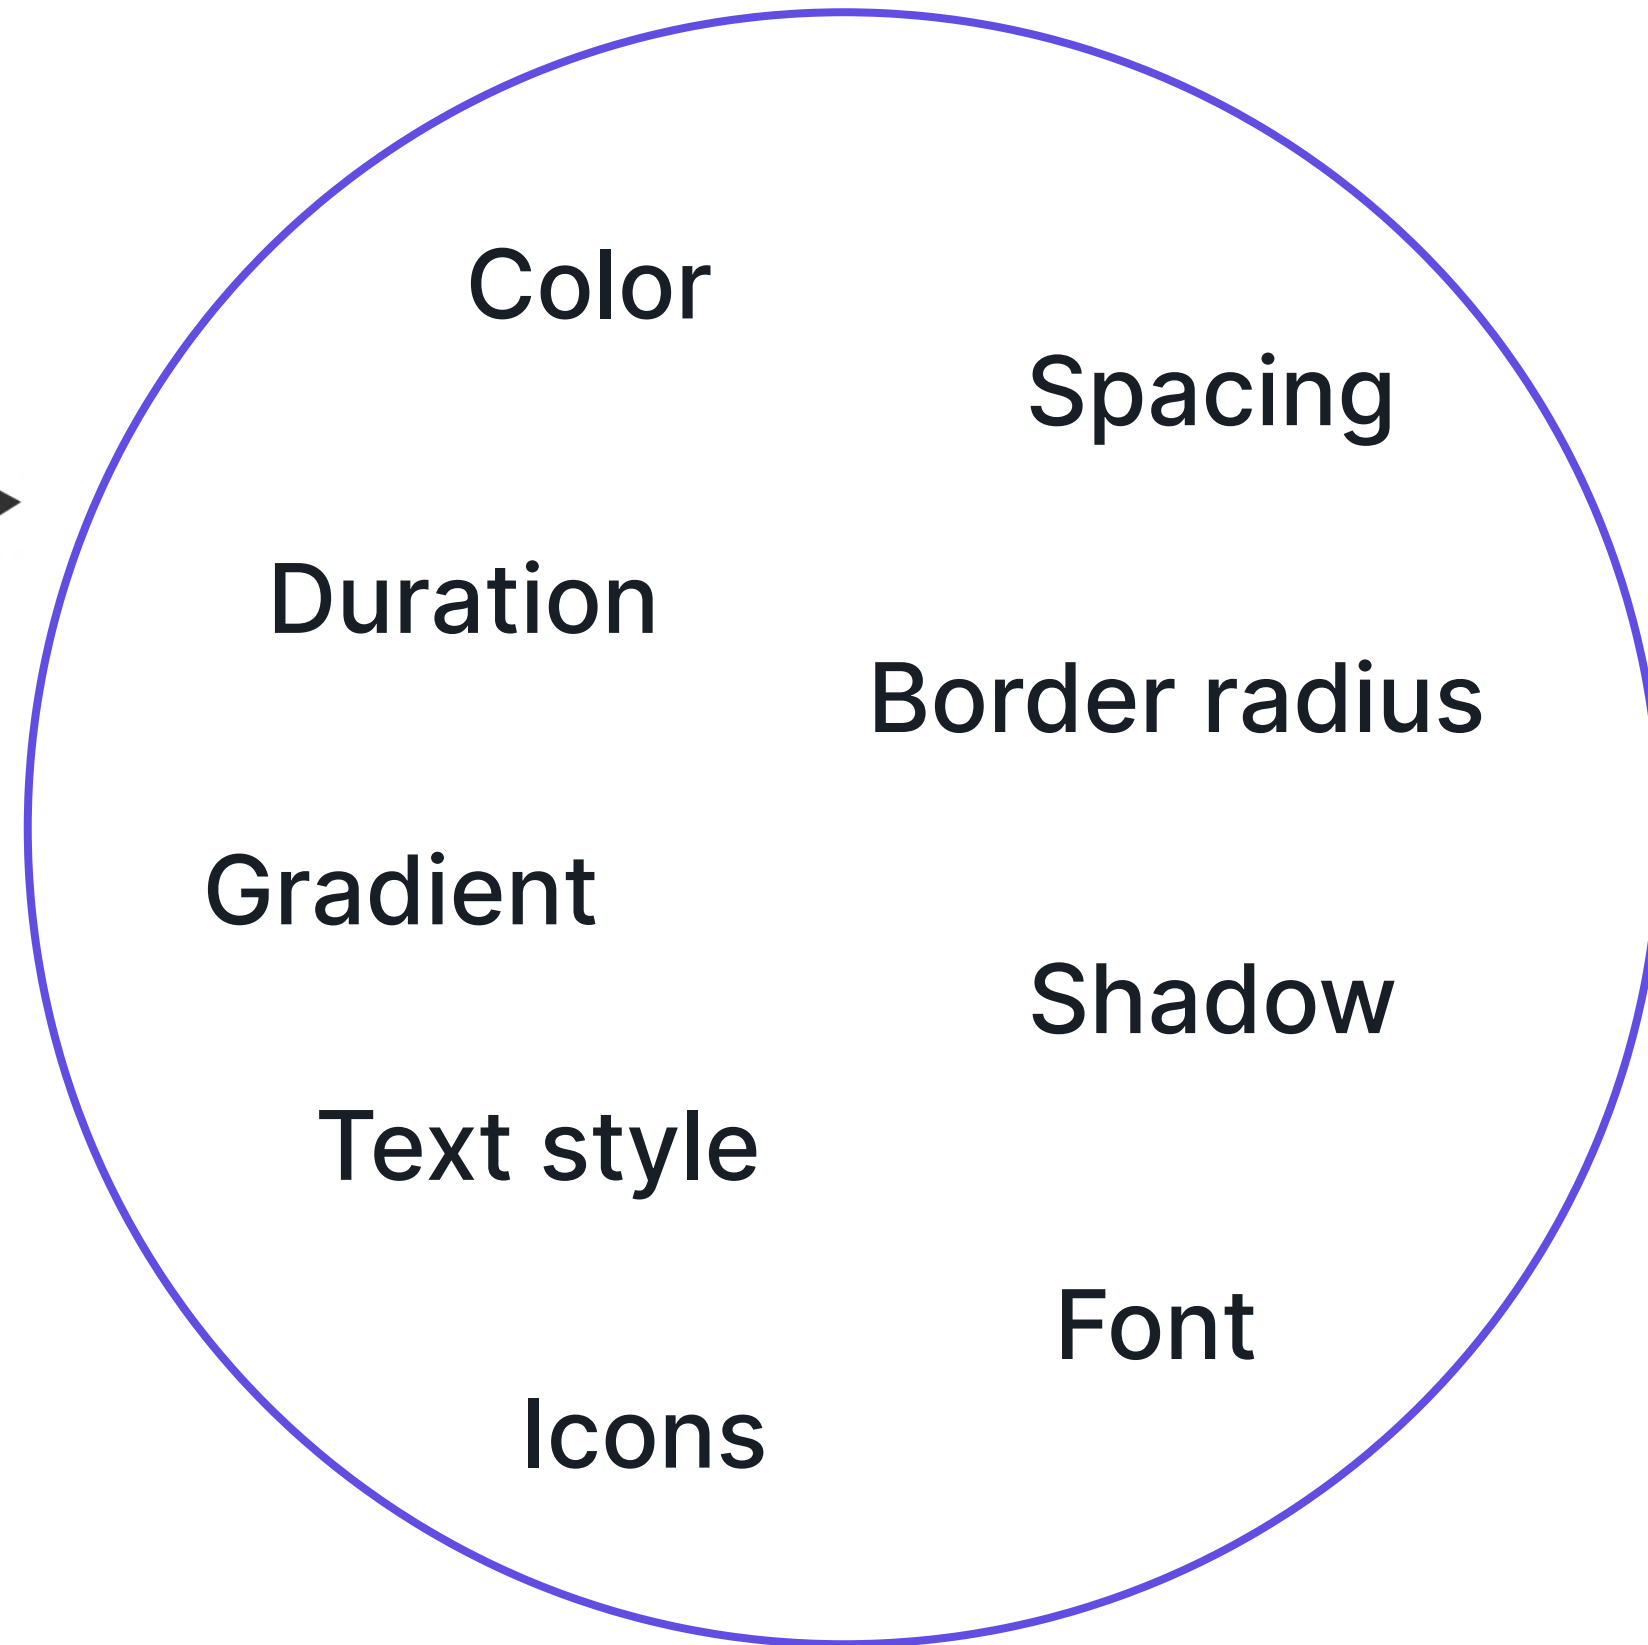 Color
Spacing
Duration
Border radius
Gradient
Shadow
Text style
Font
Icons